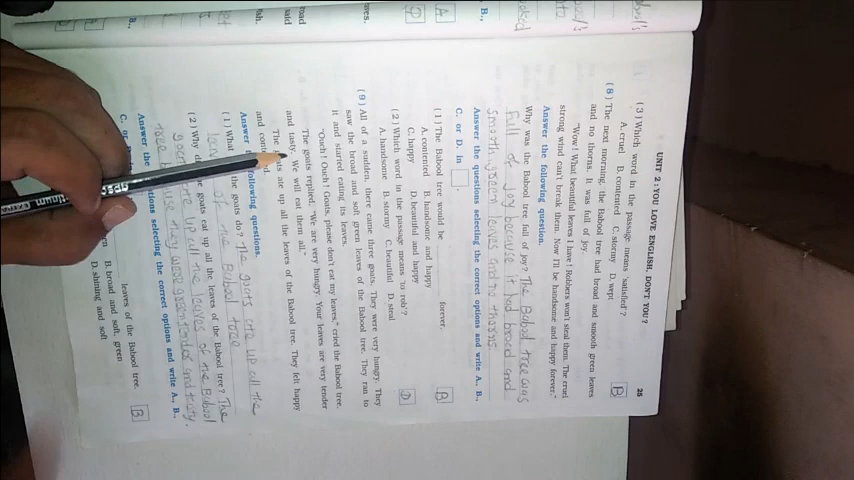 UNIT 2 : YOU LOVE ENGLISH, DON'T YOU ? 25
(3) Which word in the passage means 'satisfied' ?
A. cruel B. contented C. stormy D. wept B
(8) The next morning, the Babool tree had broad and smooth green leaves
and no thorns. It was full of joy.
"Wow ! What beautiful leaves I have ! Robbers won't steal them. The cruel
strong wind can't break them. Now I'll be handsome and happy forever."
Answer the following question.
Why was the Babool tree full of joy? The Babool tree was
full of joy because it had broad and
smooth green leaves and no thorns.
Answer the questions selecting the correct options and write A., B.,
C. or D. in
(1) The Babool tree would be forever.
A. contented B. handsome and happy
C. happy D. beautiful and happy B
(2) Which word in the passage means 'to rob' ?
A. handsome B. stormy C. beautiful D. steal D
(9) All of a sudden, there came three goats. They were very hungry. They
saw the broad and soft green leaves of the Babool tree. They ran to
it and started eating its leaves.
"Ouch ! Ouch ! Goats, please don't eat my leaves," cried the Babool tree.
The goats replied, "We are very hungry. Your leaves are very tender
and tasty. We will eat them all."
The ts ate up all the leaves of the Babool tree. They felt happy
and cont d.
Answer following questions.
(1) What the goats do? The goats ate up all the
of the Babool tree
(2) Why d e goats eat up all the leaves of the Babool tree? The
ate up all the leaves of the Babool
they were tender and tasty.
Answer the tions selecting the correct options and write A., B.,
C. or D.
leaves of the Babool tree.
B. broad and soft, green
D. shining and soft B